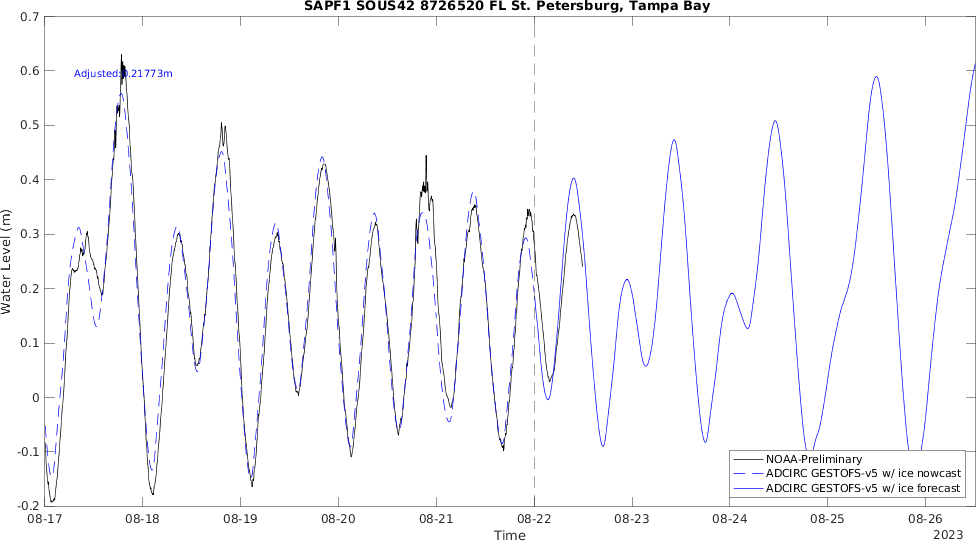 SAPF1 SOUS42 8726520 FL St. Petersburg, Tampa Bay
0.7
0.6
0.5
0.4
0.3
0.2
0.1
0
-0.1
-0.2
Water Level (m)
Adjusted:0.21773m
NOAA-Preliminary
ADCIRC GESTOFS-v5 w/ ice nowcast
ADCIRC GESTOFS-v5 w/ ice forecast
08-17 08-18 08-19 08-20 08-21 08-22 08-23 08-24 08-25 08-26
Time
2023